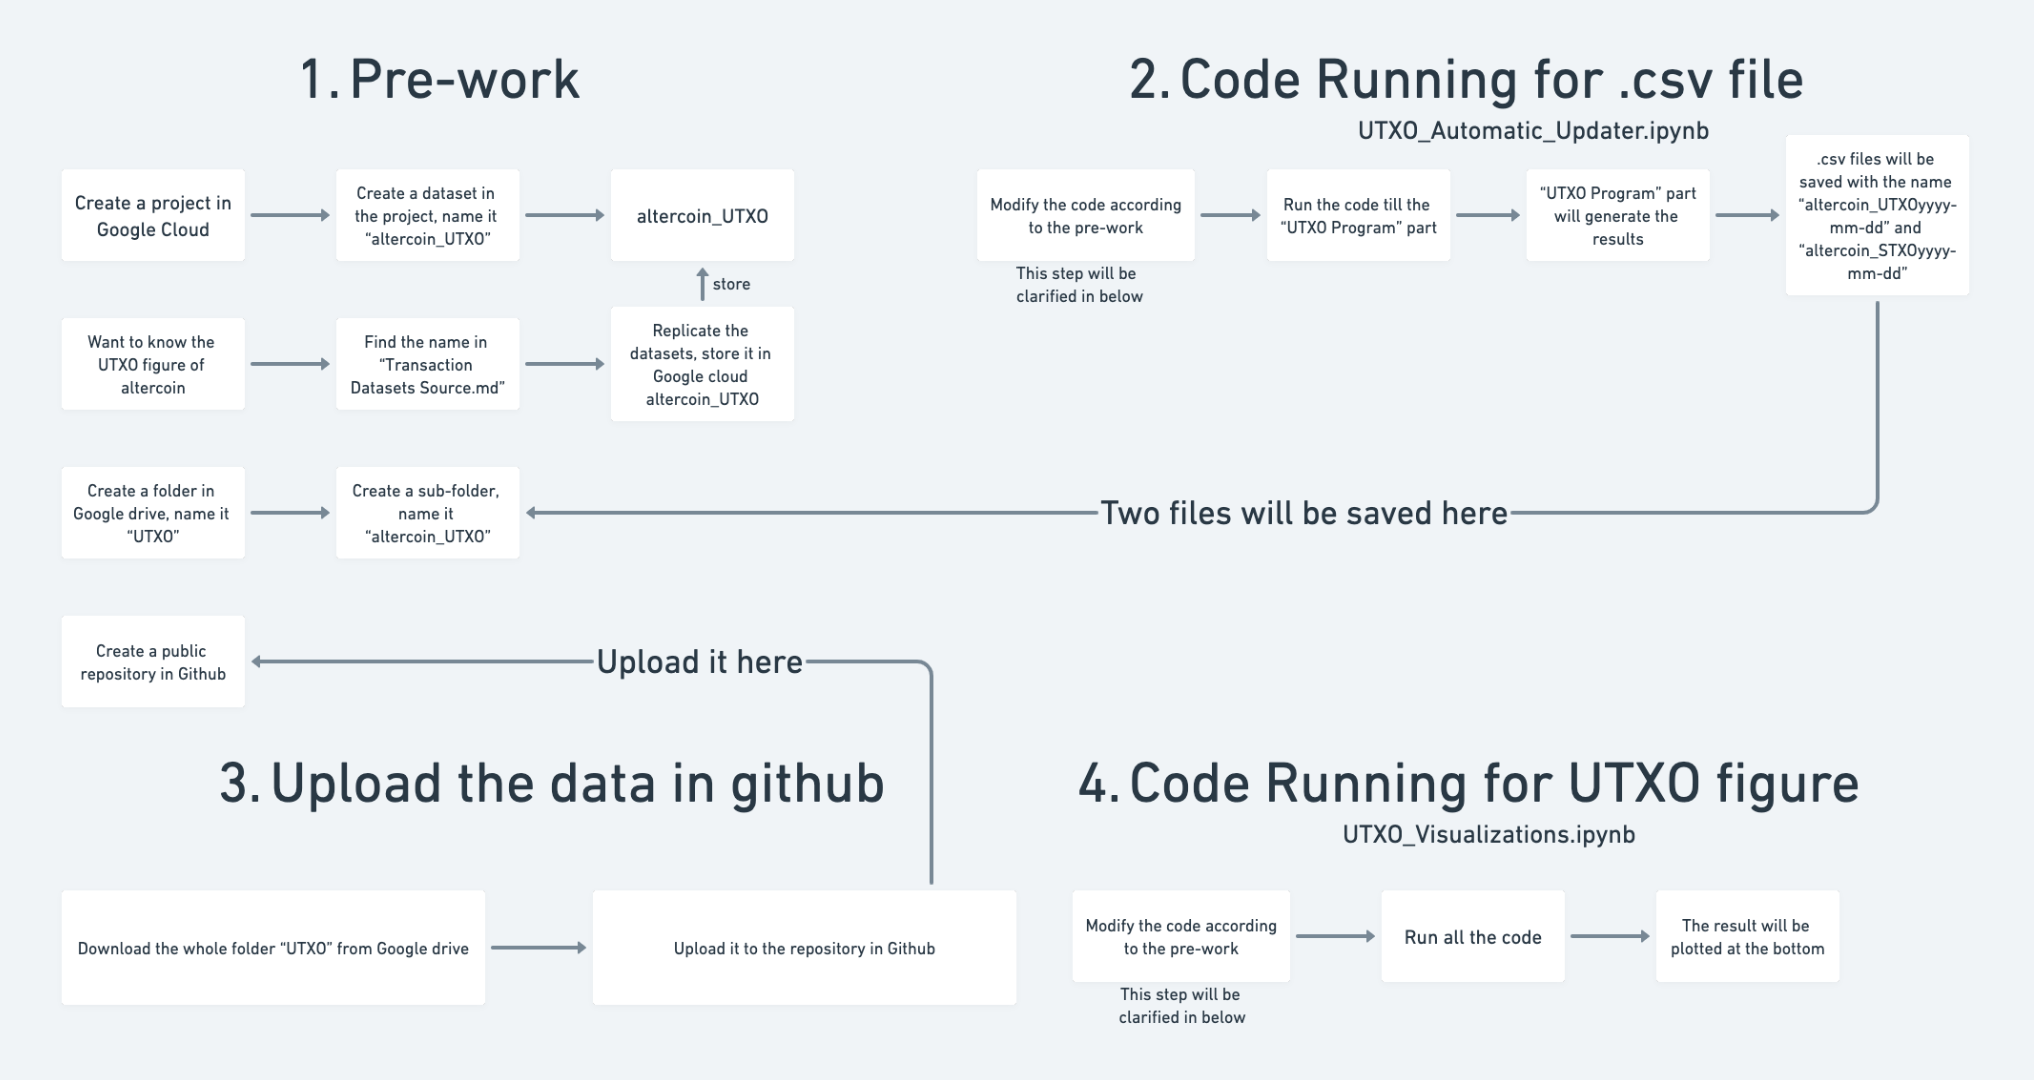 1. Pre-work
Create a project in
Google Cloud
Create a dataset in
the project, name it
“altercoin_UTXO”
altercoin_UTXO
store
Want to know the
UTXO figure of
altercoin
Find the name in
“Transaction
Datasets Source.md”
Replicate the
datasets, store it in
Google cloud
altercoin_UTXO
Create a folder in
Google drive, name it
“UTXO”
Create a sub-folder,
name it
“altercoin_UTXO”
Create a public
repository in Github
2. Code Running for .csv file
UTXO_Automatic_Updater.ipynb
Modify the code according
to the pre-work
This step will be
clarified in below
Run the code till the
“UTXO Program” part
“UTXO Program” part
will generate the
results
.csv files will be
saved with the name
“altercoin_UTXOyyyy-
mm-dd” and
“altercoin_STXOyyyy-
mm-dd”
Two files will be saved here
Upload it here
3. Upload the data in github
Download the whole folder “UTXO” from Google drive
Upload it to the repository in Github
4. Code Running for UTXO figure
UTXO_Visualizations.ipynb
Modify the code according
to the pre-work
This step will be
clarified in below
Run all the code
The result will be
plotted at the bottom